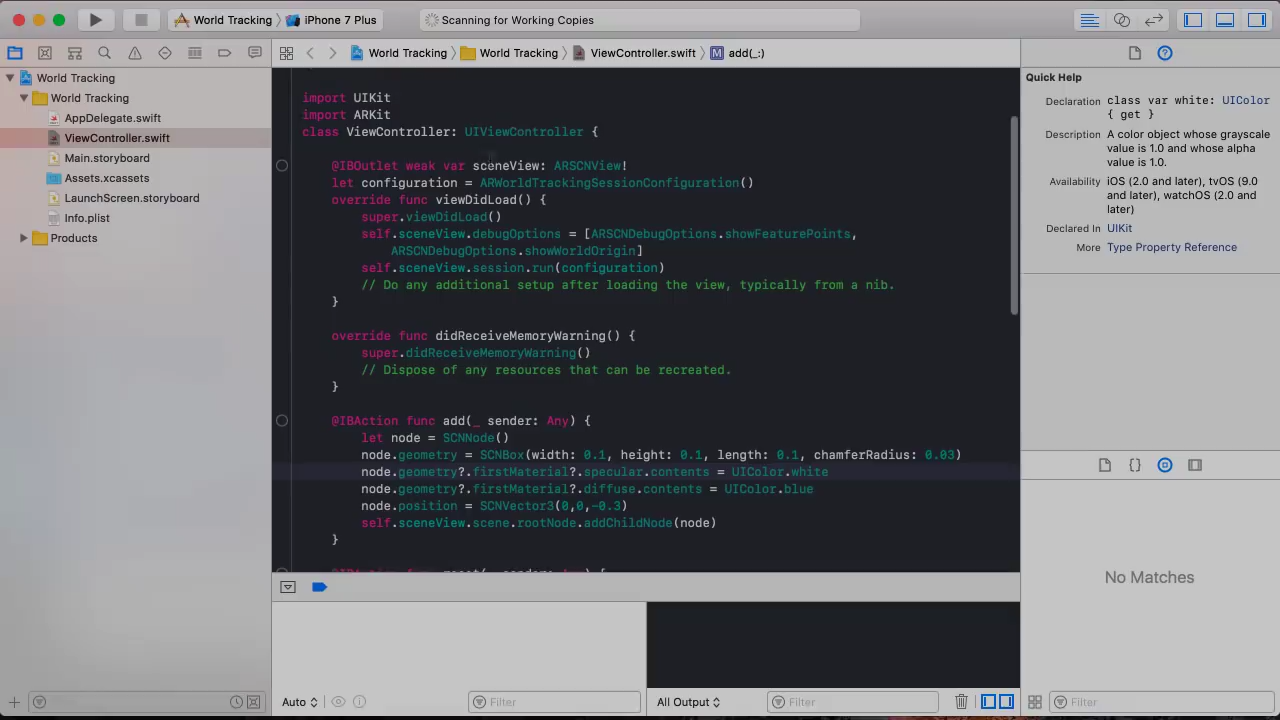 World Tracking
iPhone 7 Plus
Scanning for Working Copies
World Tracking
World Tracking
ViewController.swift
M
add(_:)
World Tracking
World Tracking
AppDelegate.swift
ViewController.swift
Main.storyboard
Assets.xcassets
LaunchScreen.storyboard
Info.plist
Products
import UIKit
import ARKit
class ViewController: UIViewController {
@IBOutlet weak var sceneView: ARSCNView!
let configuration = ARWorldTrackingSessionConfiguration()
override func viewDidLoad() {
super.viewDidLoad()
self.sceneView.debugOptions = [ARSCNDebugOptions.showFeaturePoints,
ARSCNDebugOptions.showWorldOrigin]
self.sceneView.session.run(configuration)
// Do any additional setup after loading the view, typically from a nib.
}
override func didReceiveMemoryWarning() {
super.didReceiveMemoryWarning()
// Dispose of any resources that can be recreated.
}
@IBAction func add(_ sender: Any) {
let node = SCNNode()
node.geometry = SCNBox(width: 0.1, height: 0.1, length: 0.1, chamferRadius: 0.03)
node.geometry?.firstMaterial?.specular.contents = UIColor.white
node.geometry?.firstMaterial?.diffuse.contents = UIColor.blue
node.position = SCNVector3(0,0,-0.3)
self.sceneView.scene.rootNode.addChildNode(node)
}
Quick Help
Declaration class var white: UIColor
{ get }
Description A color object whose grayscale
value is 1.0 and whose alpha
value is 1.0.
Availability iOS (2.0 and later), tvOS (9.0
and later), watchOS (2.0 and
later)
Declared In UIKit
More Type Property Reference
No Matches
Auto
Filter
All Output
Filter
Filter